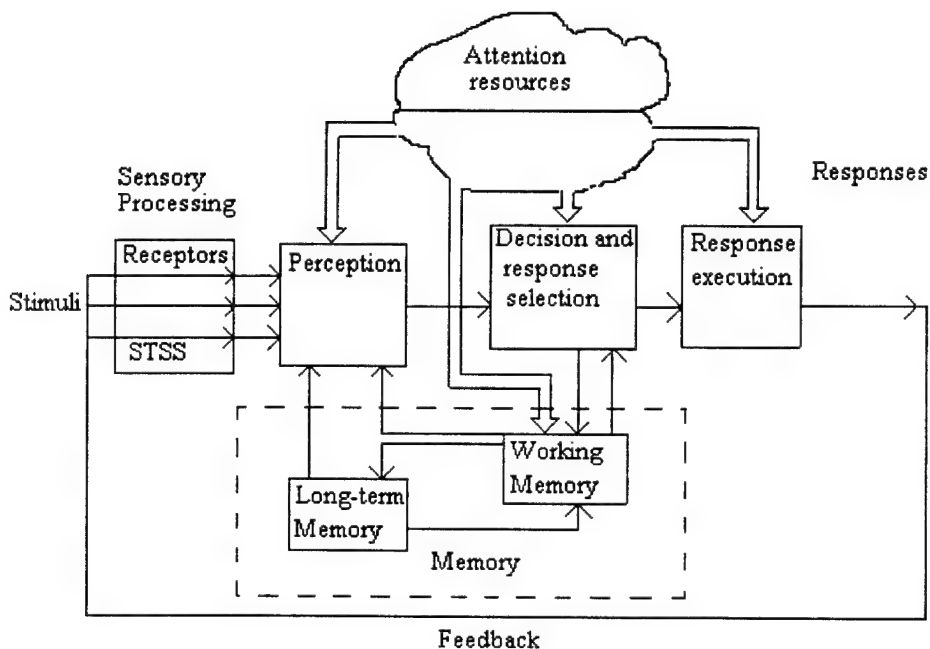 Attention
resources
Sensory
Processing
Responses
Receptors
Perception
Decision and
response
selection
Response
execution
Stimuli
STSS
Working
Memory
Long-term
Memory
Memory
Feedback